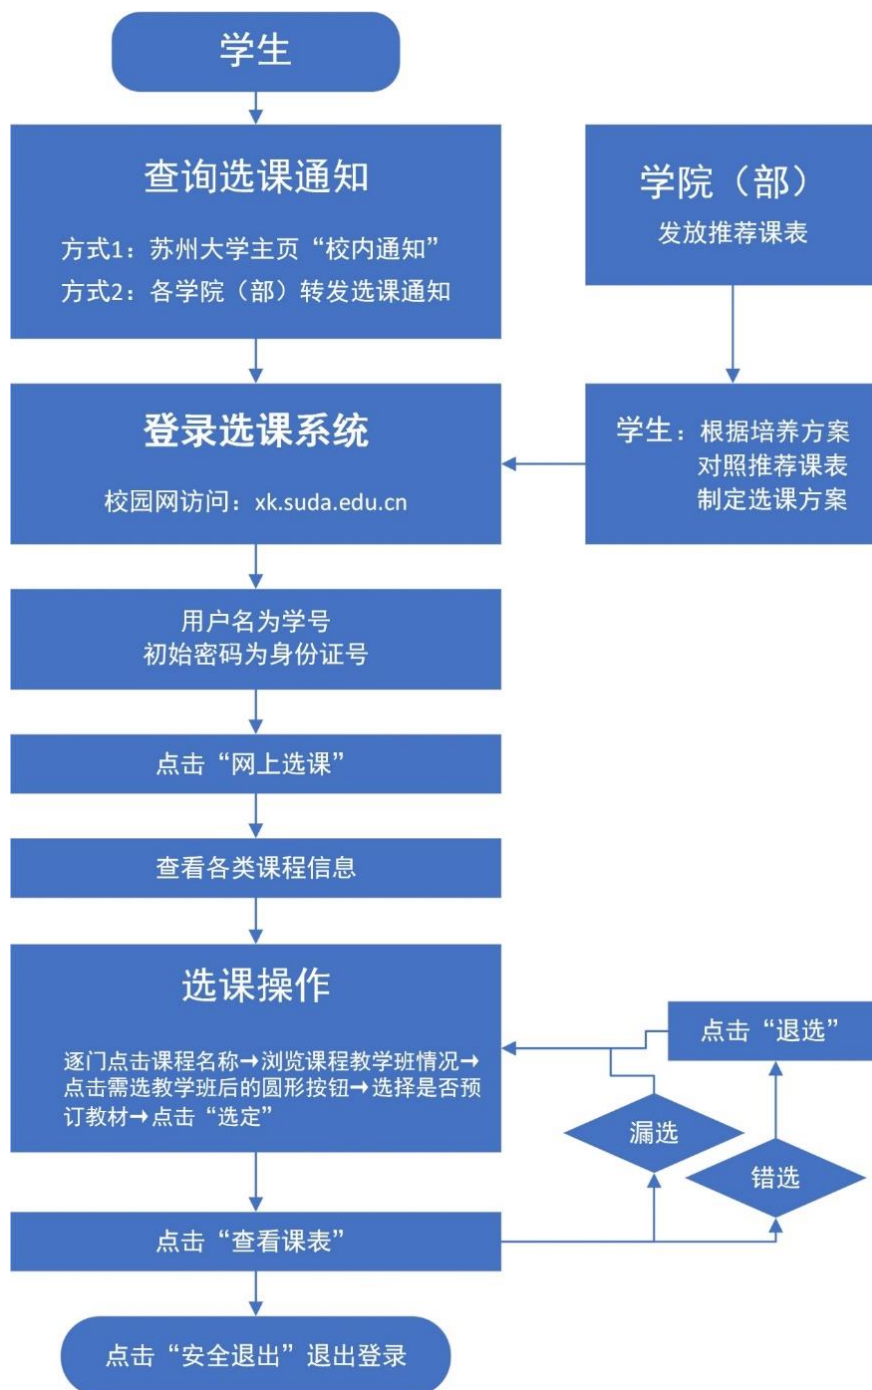 学生
查询选课通知
方式1：苏州大学主页“校内通知”
方式2：各学院（部）转发选课通知
学院（部）
发放推荐课表
登录选课系统
校园网访问：xk.suda.edu.cn
学生：根据培养方案
对照推荐课表
制定选课方案
用户名为学号
初始密码为身份证号
点击“网上选课”
查看各类课程信息
选课操作
逐门点击课程名称→浏览课程教学班情况→
点击需选教学班后的圆形按钮→选择是否预
订教材→点击“选定”
点击“退选”
漏选
错选
点击“查看课表”
点击“安全退出”退出登录